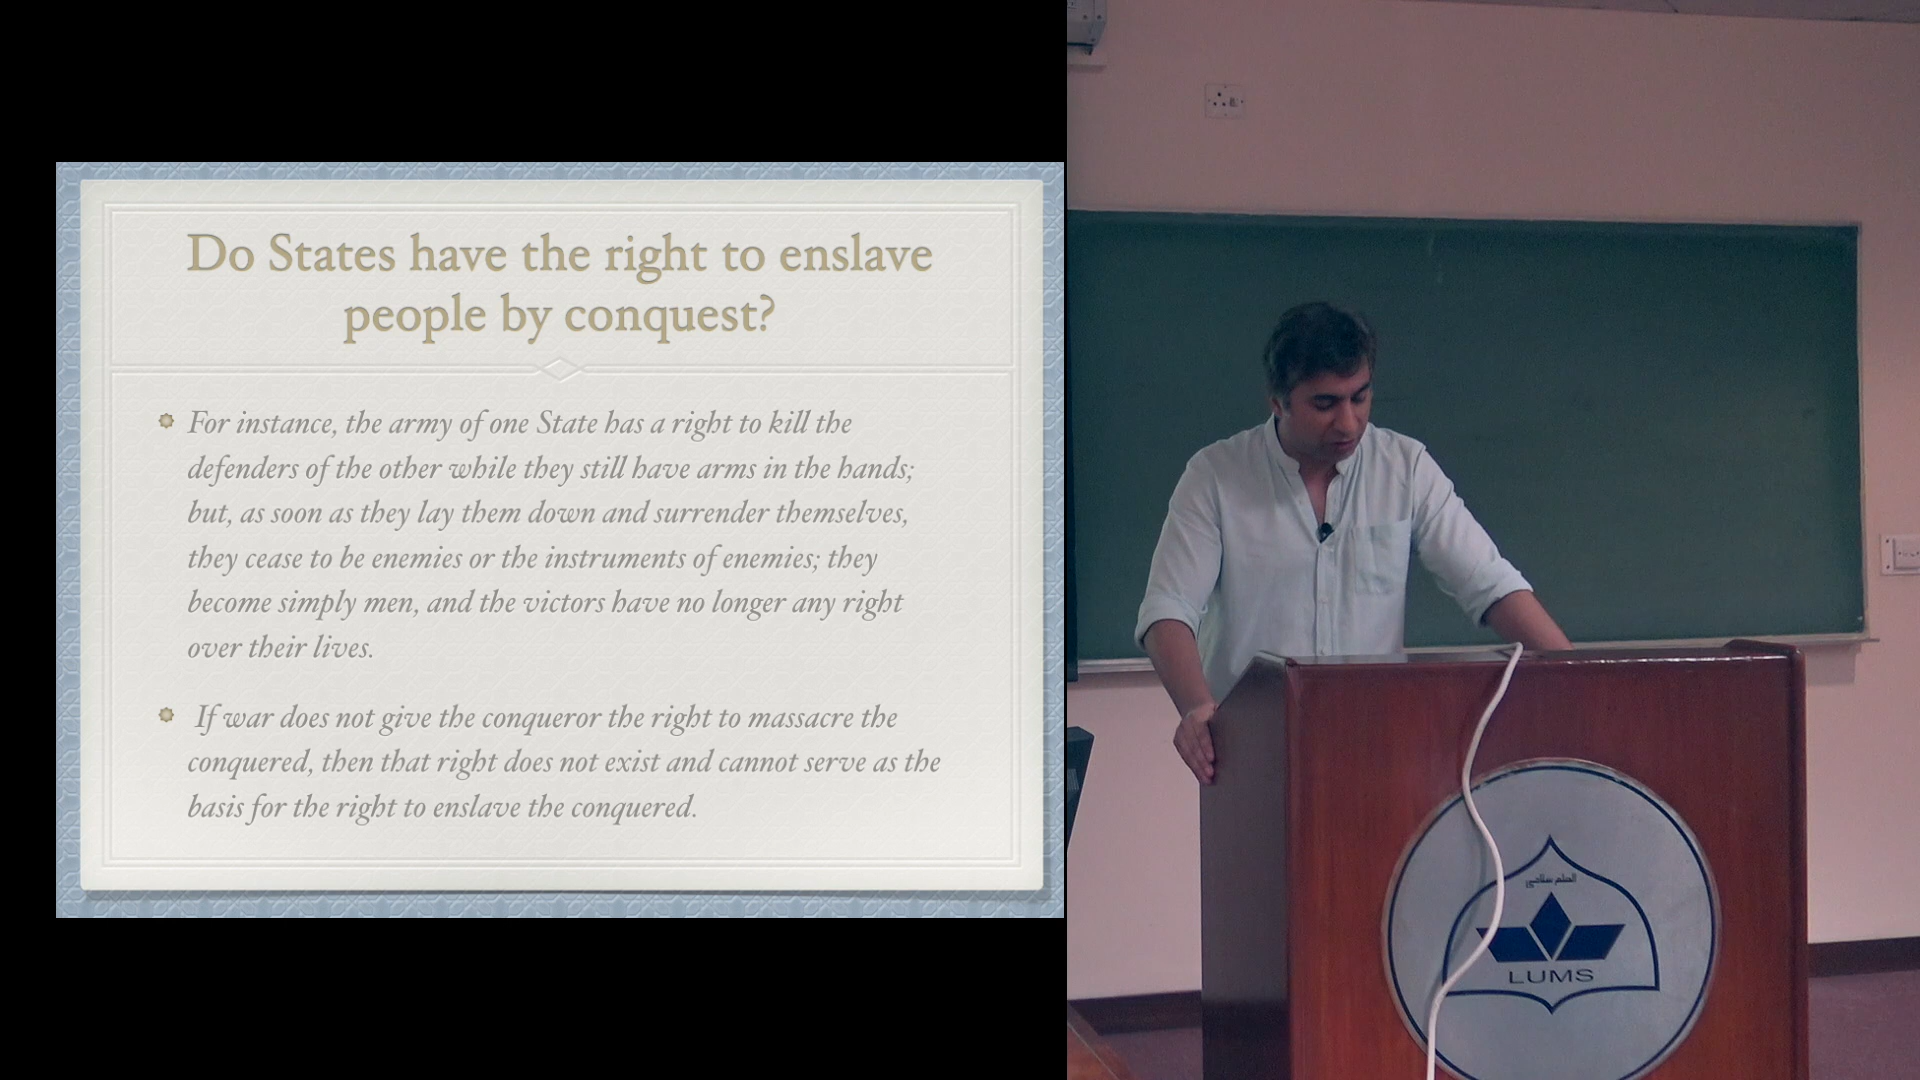 Do States have the right to enslave
people by conquest?
For instance, the army of one State has a right to kill the
defenders of the other while they still have arms in the hands;
but, as soon as they lay them down and surrender themselves,
they cease to be enemies or the instruments of enemies; they
become simply men, and the victors have no longer any right
over their lives.
If war does not give the conqueror the right to massacre the
conquered, then that right does not exist and cannot serve as the
basis for the right to enslave the conquered.
LUMS